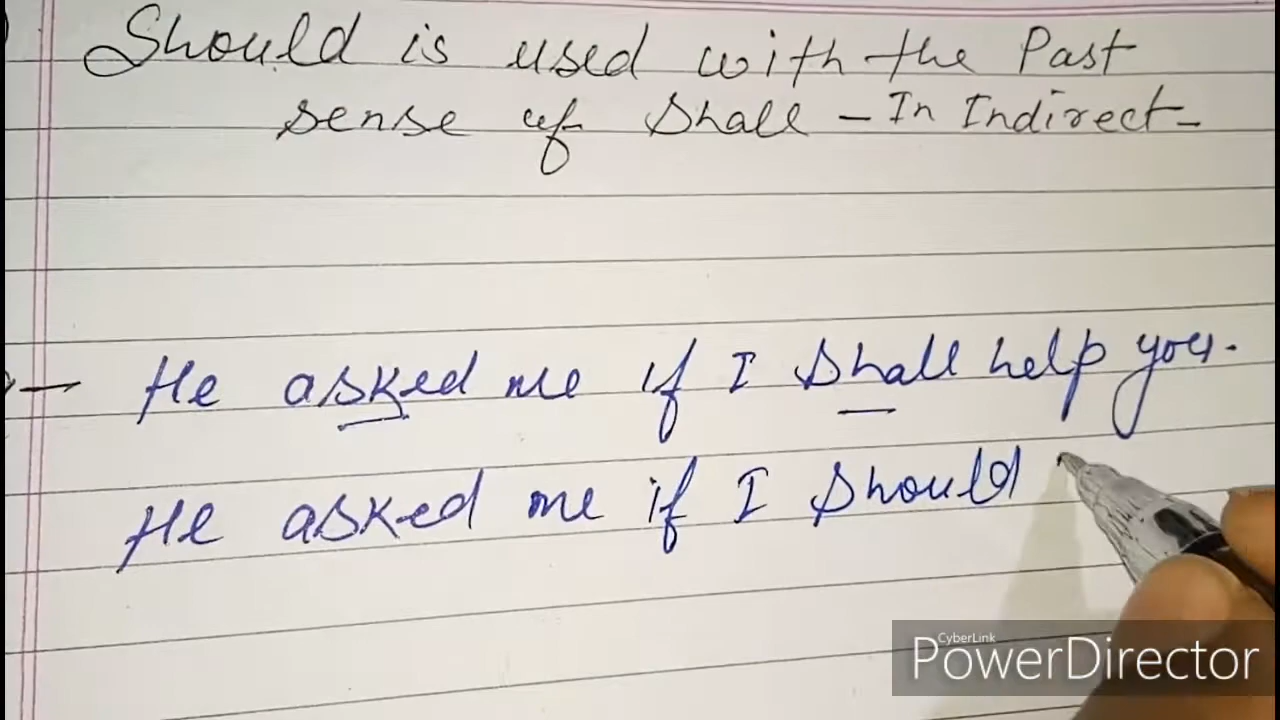 Should is used with the Past
sense of Shall - In Indirect -
He asked me if I Shall help you.
He asked me if I Should
CyberLink
PowerDirector